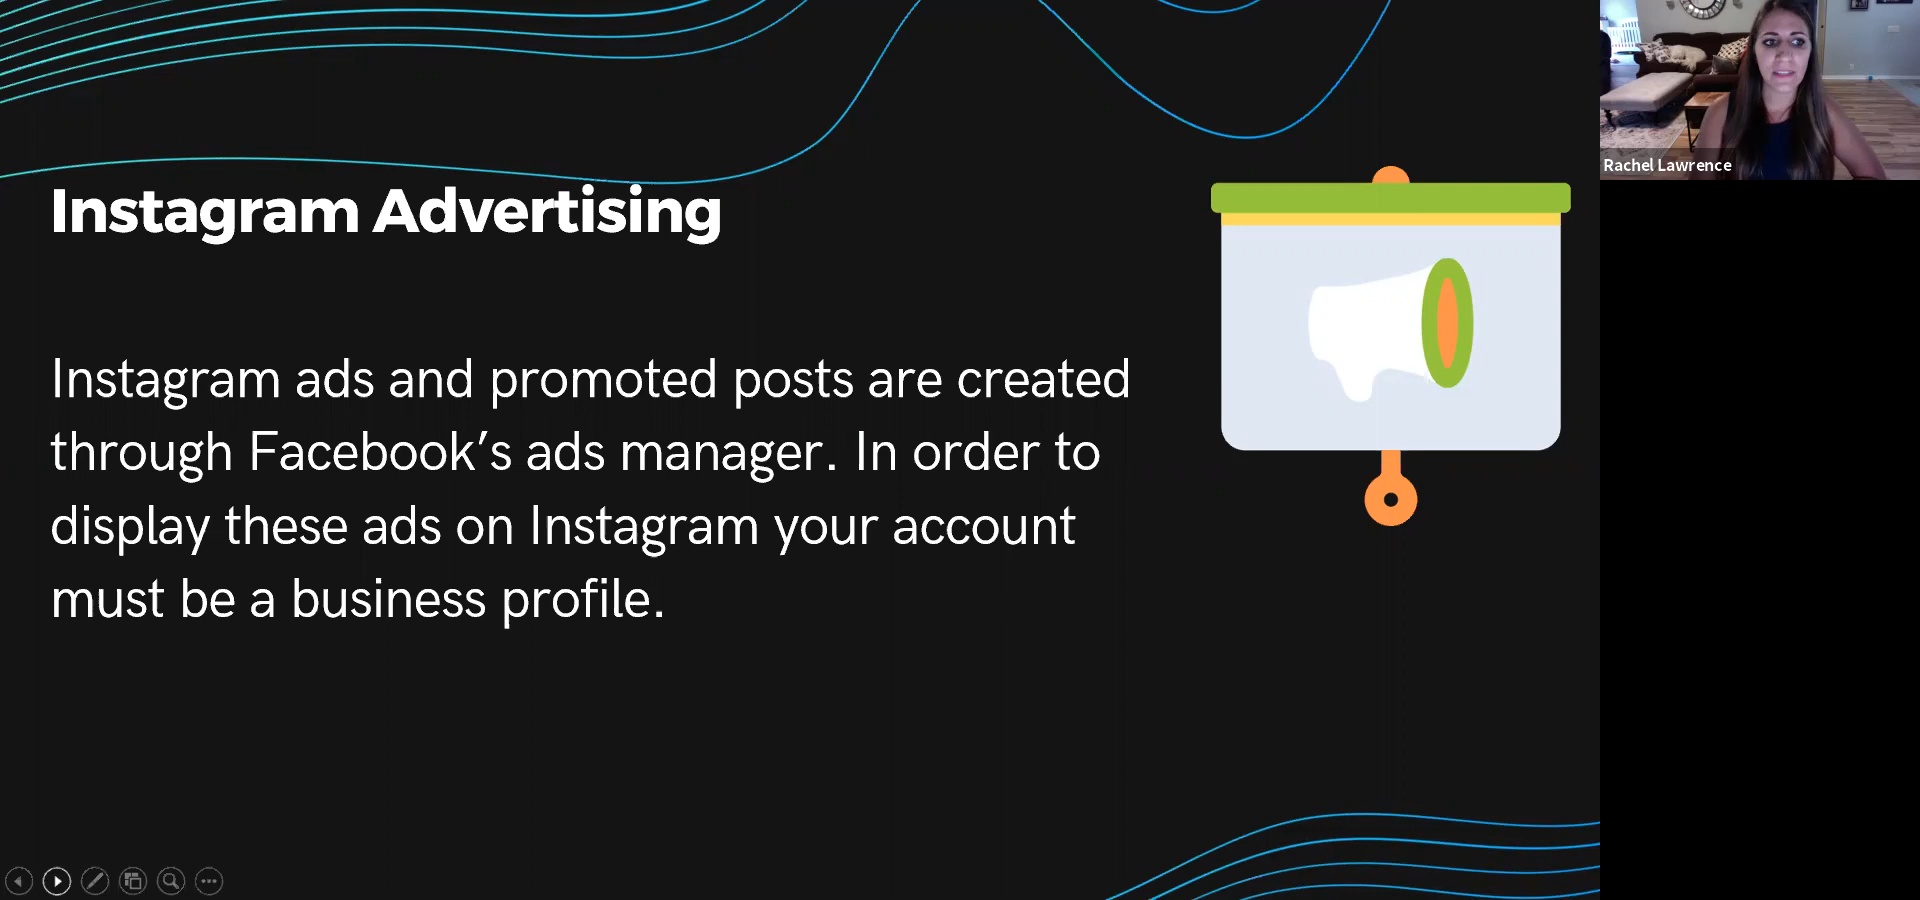 Instagram Advertising
Instagram ads and promoted posts are created
through Facebook’s ads manager. In order to
display these ads on Instagram your account
must be a business profile.
Rachel Lawrence